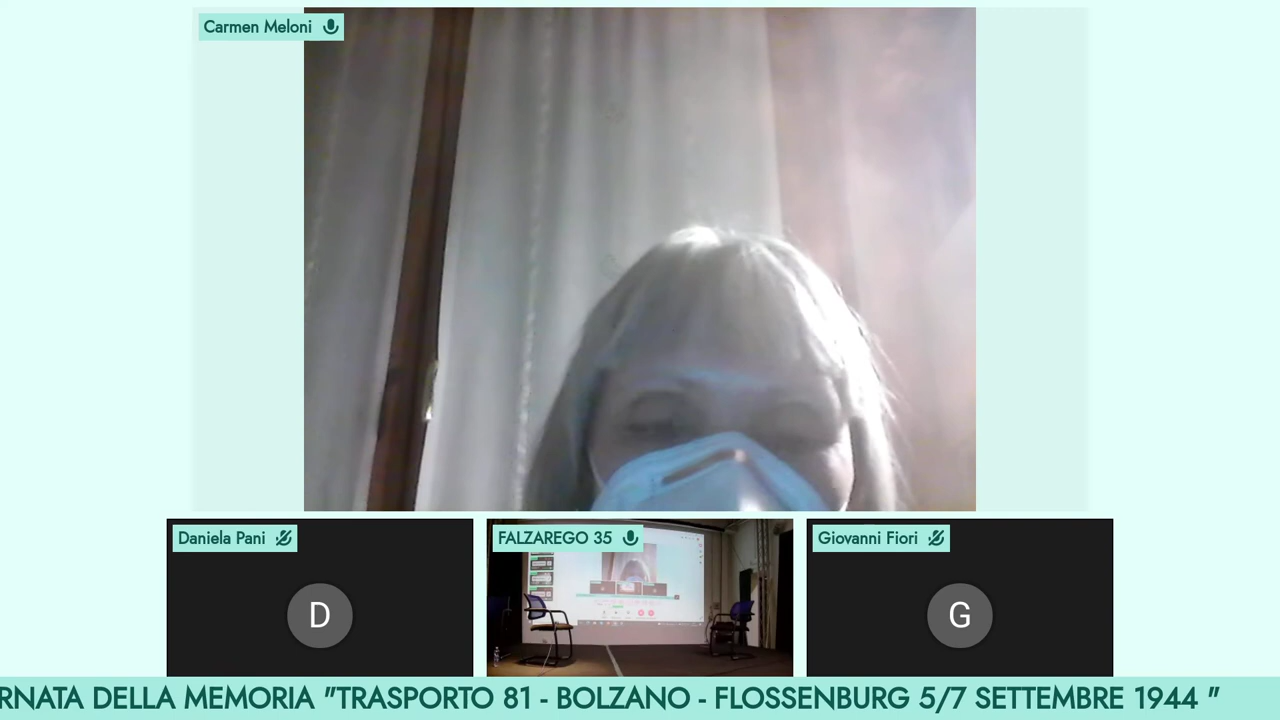 Carmen Meloni
Daniela Pani
FALZAREGO 35
Giovanni Fiori
D
G
RNATA DELLA MEMORIA "TRASPORTO 81 - BOLZANO - FLOSSENBURG 5/7 SETTEMBRE 1944 "